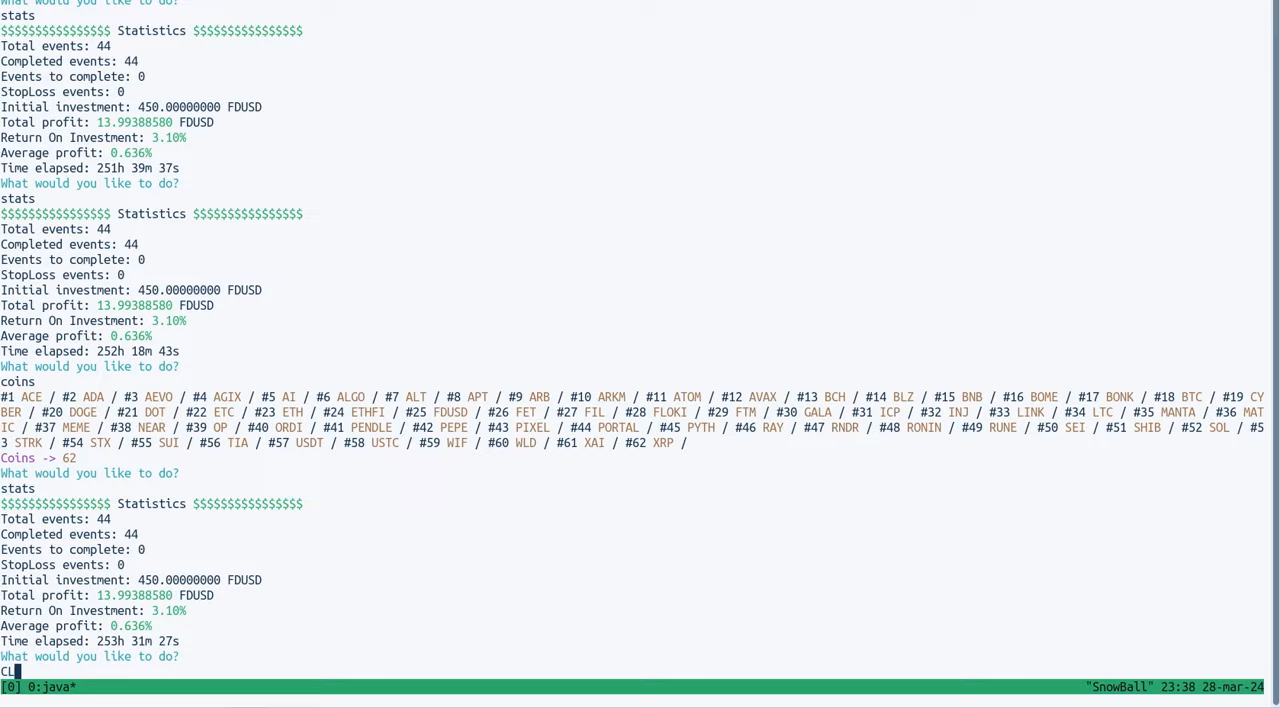 What would you like to do?
stats
$$$$$$$$$$$$$$$$ Statistics $$$$$$$$$$$$$$$$
Total events: 44
Completed events: 44
Events to complete: 0
StopLoss events: 0
Initial investment: 450.00000000 FDUSD
Total profit: 13.99388580 FDUSD
Return On Investment: 3.10%
Average profit: 0.636%
Time elapsed: 251h 39m 37s
What would you like to do?
stats
$$$$$$$$$$$$$$$$ Statistics $$$$$$$$$$$$$$$$
Total events: 44
Completed events: 44
Events to complete: 0
StopLoss events: 0
Initial investment: 450.00000000 FDUSD
Total profit: 13.99388580 FDUSD
Return On Investment: 3.10%
Average profit: 0.636%
Time elapsed: 252h 18m 43s
What would you like to do?
coins
#1 ACE / #2 ADA / #3 AEVO / #4 AGIX / #5 AI / #6 ALGO / #7 ALT / #8 APT / #9 ARB / #10 ARKM / #11 ATOM / #12 AVAX / #13 BCH / #14 BLZ / #15 BNB / #16 BOME / #17 BONK / #18 BTC / #19 CY
BER / #20 DOGE / #21 DOT / #22 ETC / #23 ETH / #24 ETHFI / #25 FDUSD / #26 FET / #27 FIL / #28 FLOKI / #29 FTM / #30 GALA / #31 ICP / #32 INJ / #33 LINK / #34 LTC / #35 MANTA / #36 MAT
IC / #37 MEME / #38 NEAR / #39 OP / #40 ORDI / #41 PENDLE / #42 PEPE / #43 PIXEL / #44 PORTAL / #45 PYTH / #46 RAY / #47 RNDR / #48 RONIN / #49 RUNE / #50 SEI / #51 SHIB / #52 SOL / #5
3 STRK / #54 STX / #55 SUI / #56 TIA / #57 USDT / #58 USTC / #59 WIF / #60 WLD / #61 XAI / #62 XRP /
Coins -> 62
What would you like to do?
stats
$$$$$$$$$$$$$$$$ Statistics $$$$$$$$$$$$$$$$
Total events: 44
Completed events: 44
Events to complete: 0
StopLoss events: 0
Initial investment: 450.00000000 FDUSD
Total profit: 13.99388580 FDUSD
Return On Investment: 3.10%
Average profit: 0.636%
Time elapsed: 253h 31m 27s
What would you like to do?
CL
[0] 0:java* "SnowBall" 23:38 28-mar-24